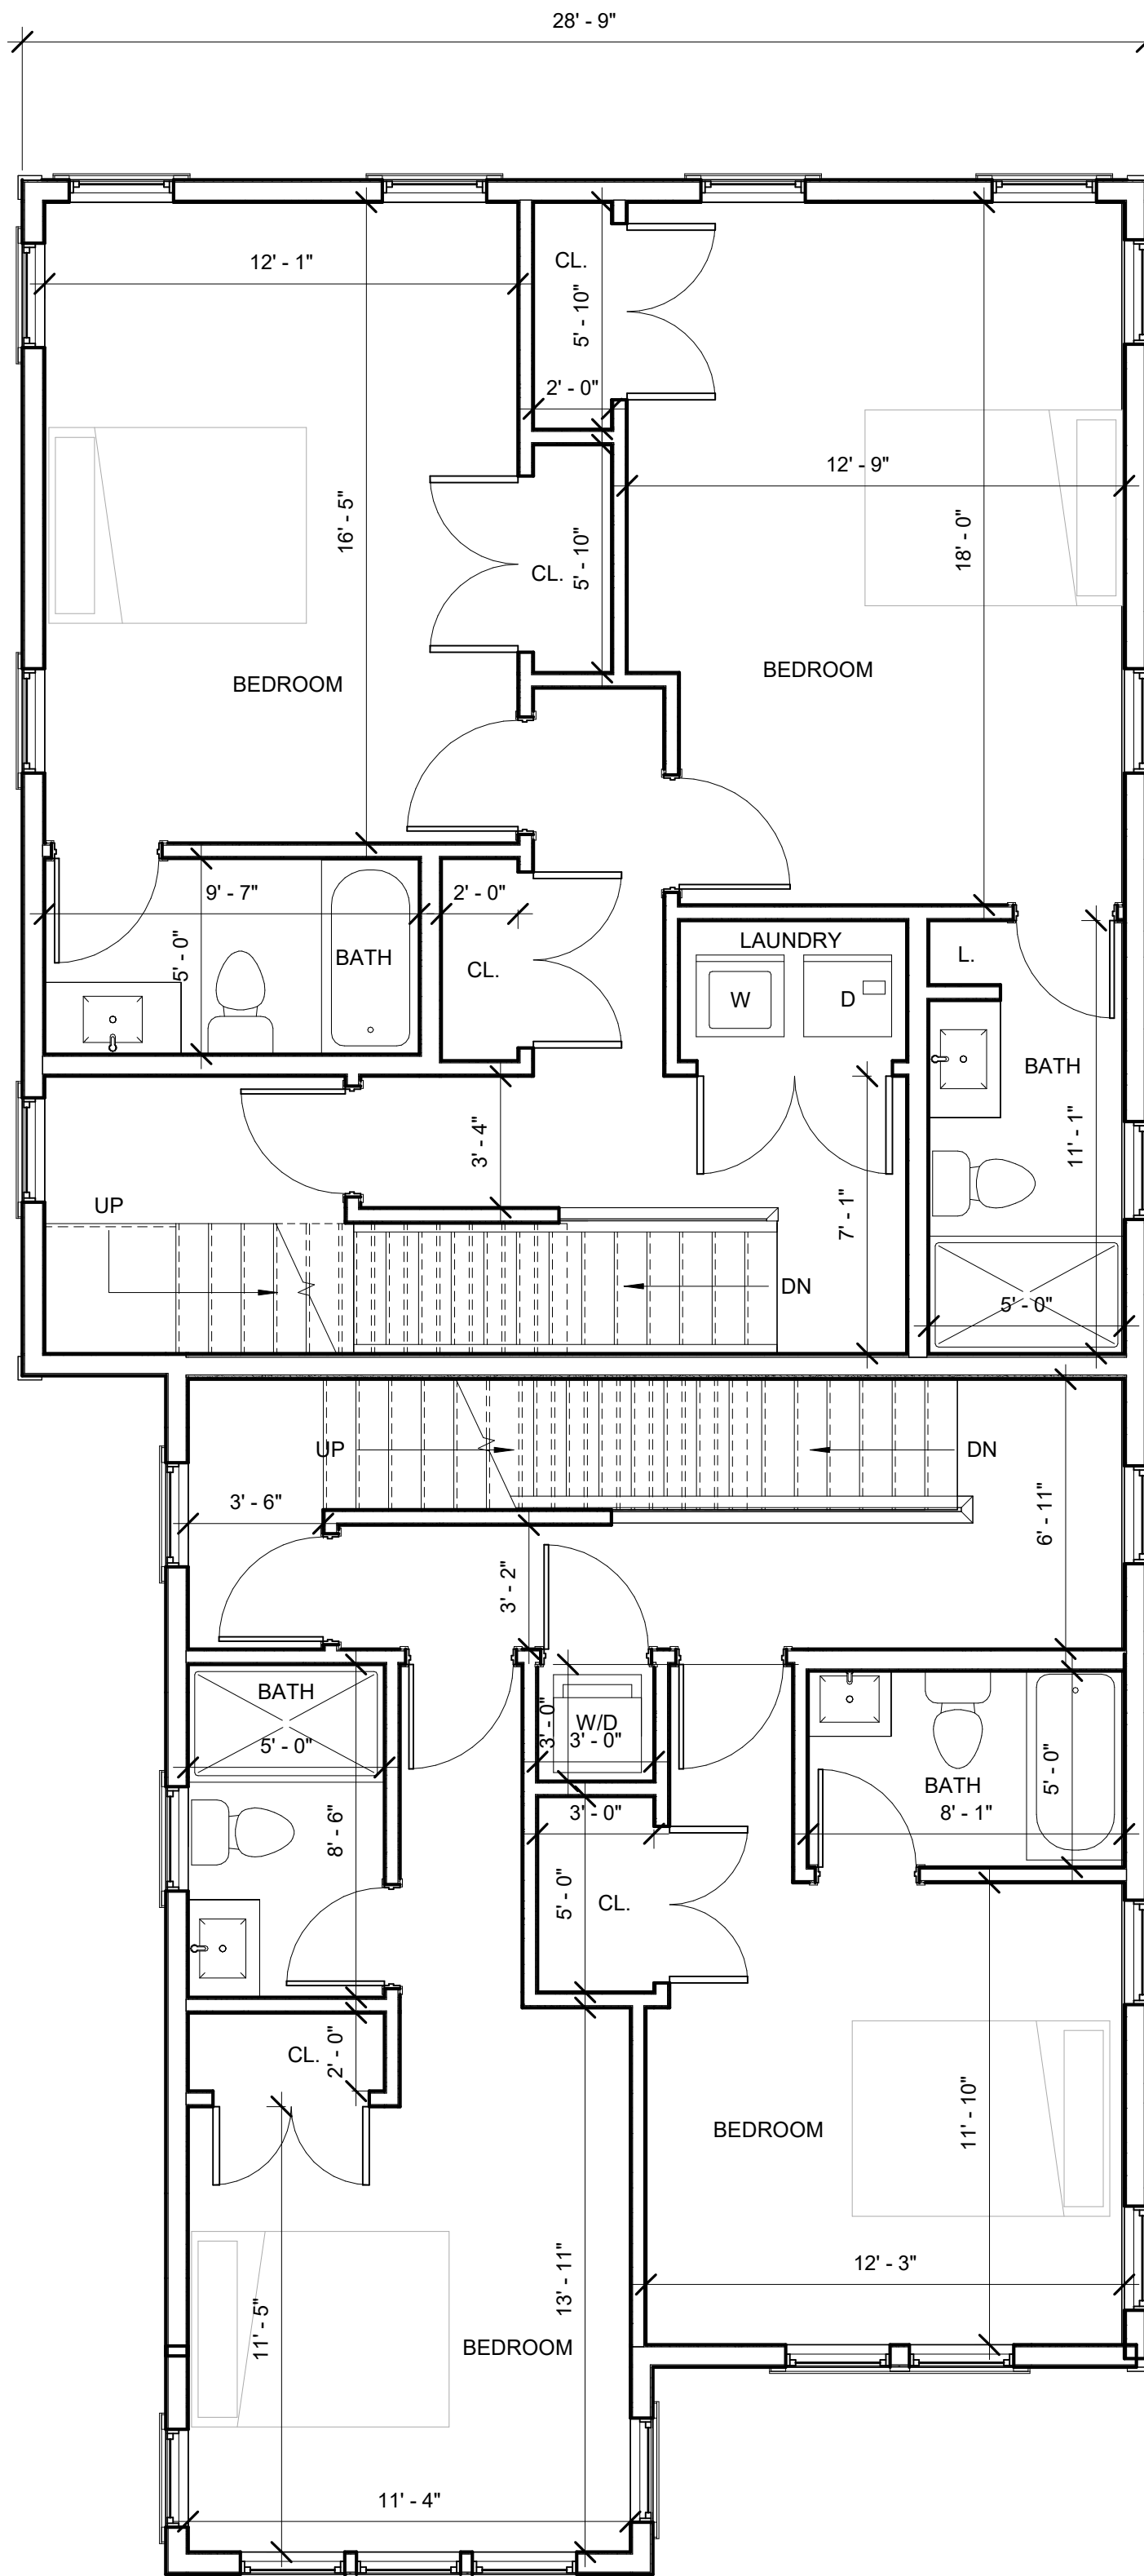 28' - 9"
12' - 1"
CL.
5' - 10"
2' - 0"
12' - 9"
16' - 5"
18' - 0"
CL.
5' - 10"
BEDROOM
BEDROOM
9' - 7"
2' - 0"
5' - 0"
BATH
CL.
LAUNDRY
W
D
L.
BATH
11' - 1"
3' - 4"
7' - 1"
UP
DN
5' - 0"
UP
DN
3' - 6"
6' - 11"
3' - 2"
BATH
5' - 0"
W/D
3' - 0"
3' - 0"
BATH
8' - 1"
5' - 0"
8' - 6"
3' - 0"
5' - 0"
CL.
CL.
2' - 0"
BEDROOM
11' - 10"
12' - 3"
13' - 11"
11' - 5"
BEDROOM
11' - 4"